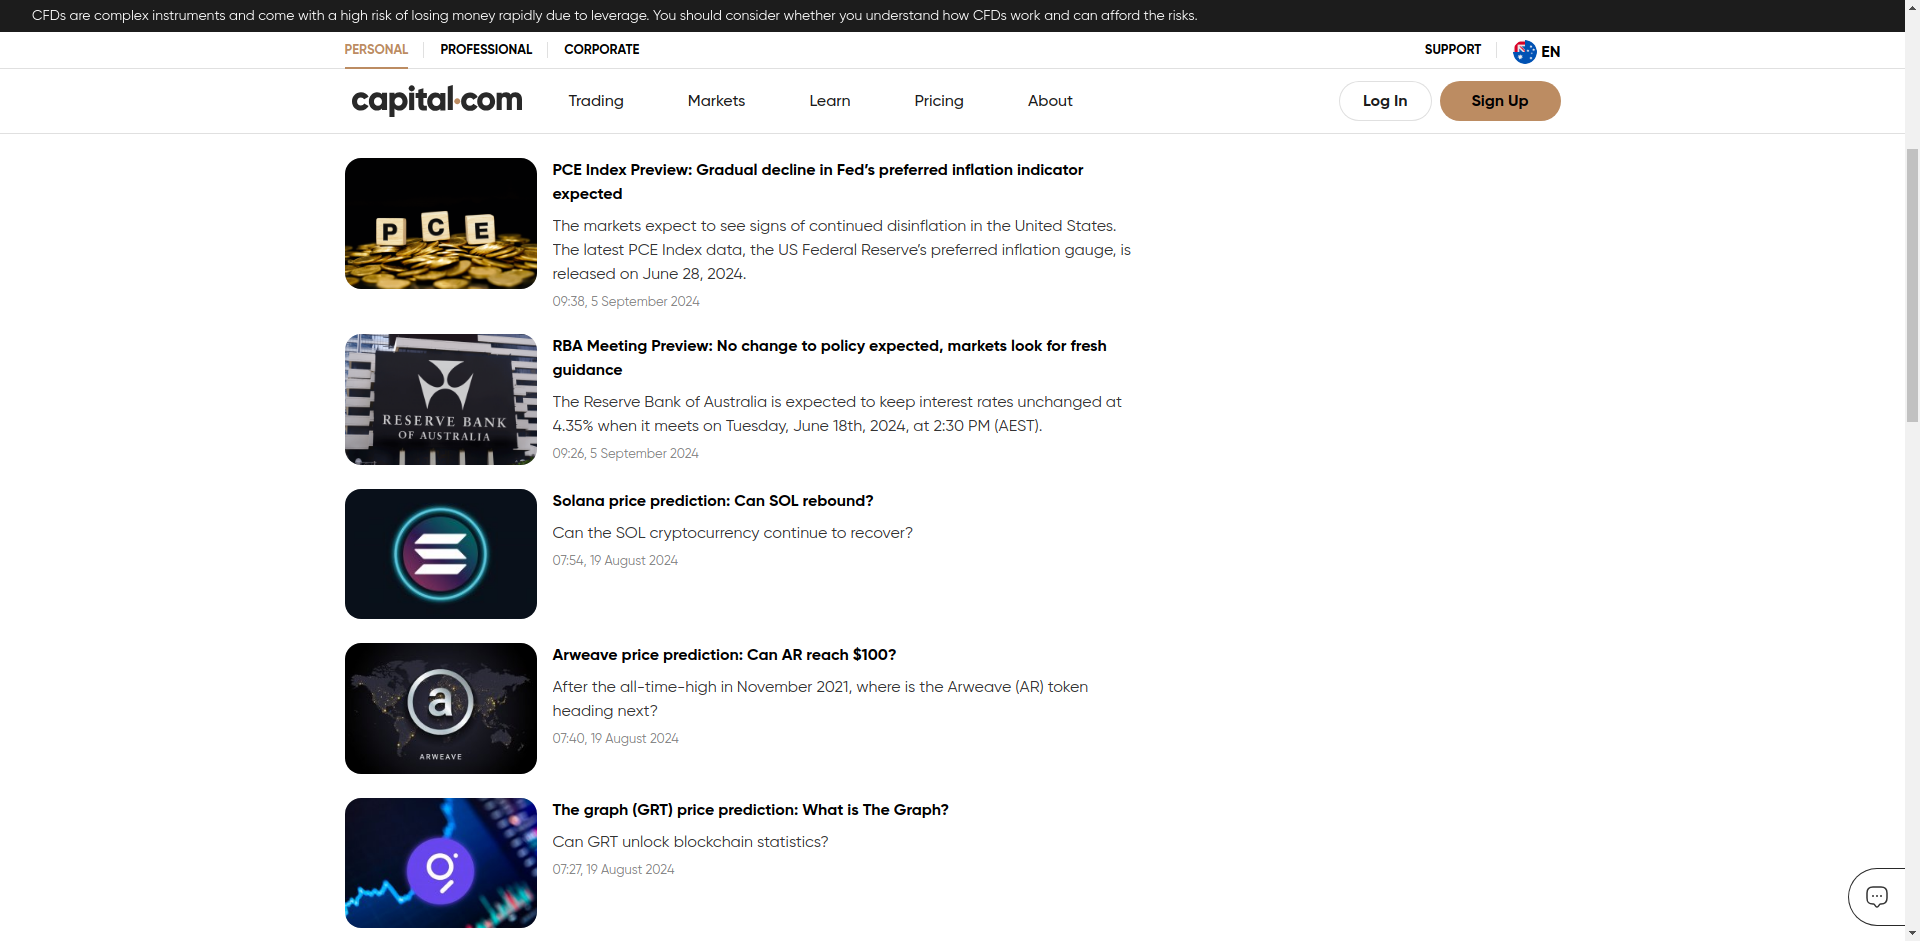 CFDs are complex instruments and come with a high risk of losing money rapidly due to leverage. You should consider whether you understand how CFDs work and can afford the risks.
PERSONAL
PROFESSIONAL
CORPORATE
SUPPORT
EN
capital.com
Trading
Markets
Learn
Pricing
About
Log In
Sign Up
P C E
PCE Index Preview: Gradual decline in Fed’s preferred inflation indicator
expected
The markets expect to see signs of continued disinflation in the United States.
The latest PCE Index data, the US Federal Reserve’s preferred inflation gauge, is
released on June 28, 2024.
09:38, 5 September 2024
RESERVE BANK
OF AUSTRALIA
RBA Meeting Preview: No change to policy expected, markets look for fresh
guidance
The Reserve Bank of Australia is expected to keep interest rates unchanged at
4.35% when it meets on Tuesday, June 18th, 2024, at 2:30 PM (AEST).
09:26, 5 September 2024
Solana price prediction: Can SOL rebound?
Can the SOL cryptocurrency continue to recover?
07:54, 19 August 2024
a
ARWEAVE
Arweave price prediction: Can AR reach $100?
After the all-time-high in November 2021, where is the Arweave (AR) token
heading next?
07:40, 19 August 2024
The graph (GRT) price prediction: What is The Graph?
Can GRT unlock blockchain statistics?
07:27, 19 August 2024